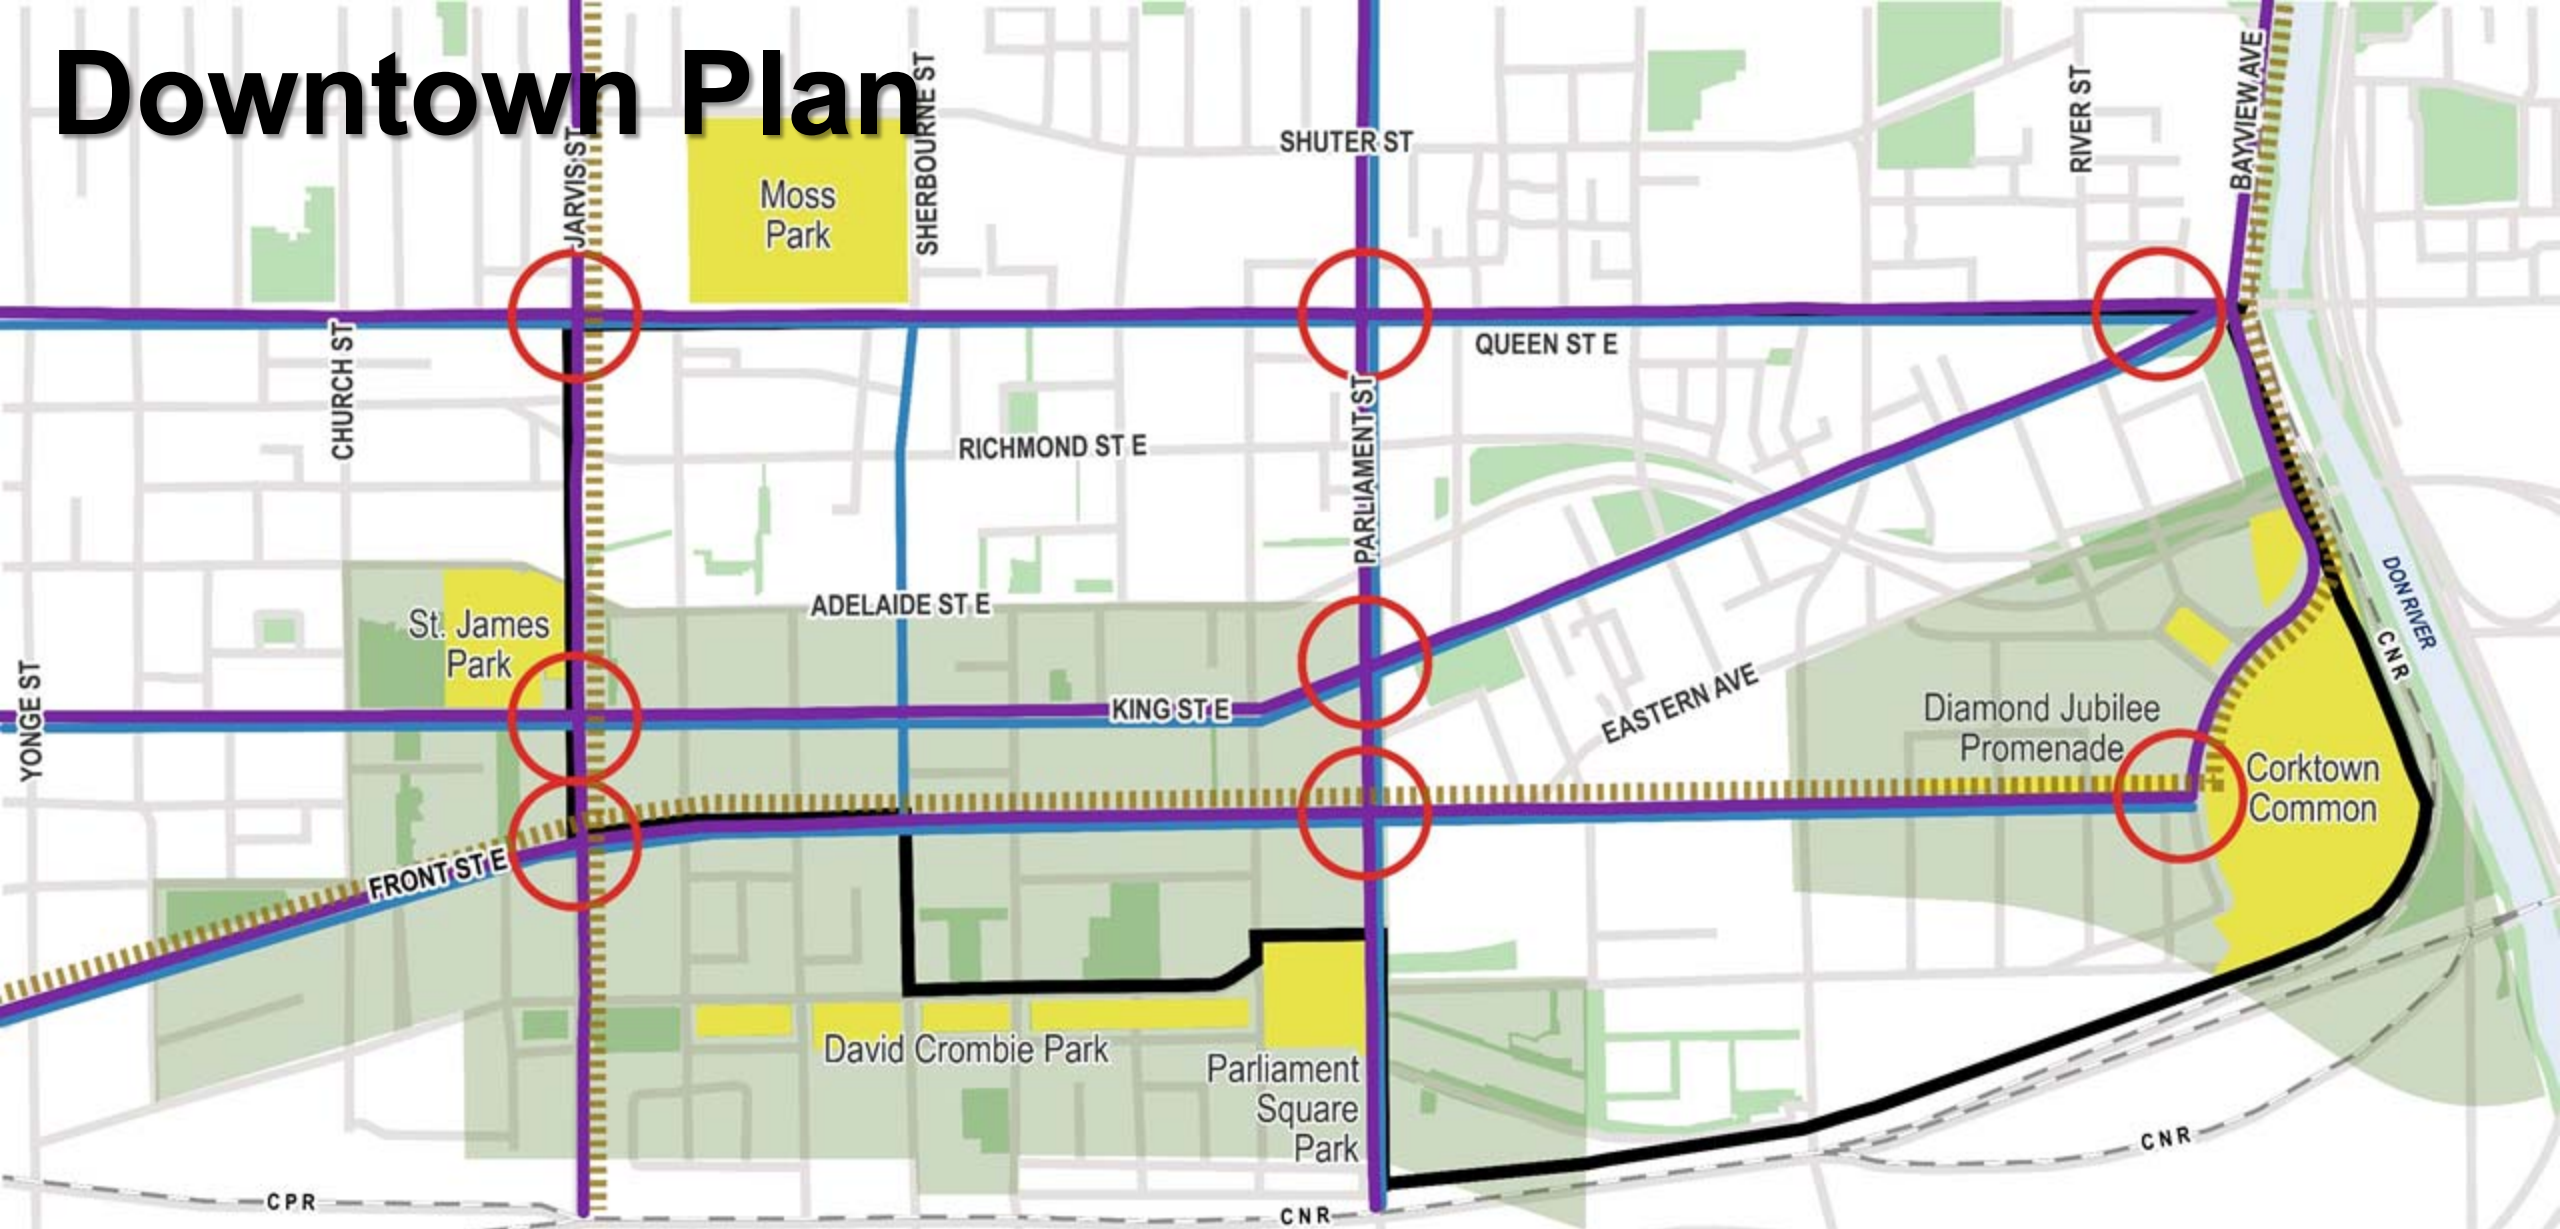 Downtown Plan
JARVIS ST
SHERBOURNE ST
SHUTER ST
RIVER ST
BAYVIEW AVE
Moss
Park
CHURCH ST
QUEEN ST E
PARLIAMENT ST
RICHMOND ST E
ADELAIDE ST E
St. James
Park
YONGE ST
KING ST E
EASTERN AVE
DON RIVER
CNR
Diamond Jubilee
Promenade
Corktown
Common
FRONT ST E
David Crombie Park
Parliament
Square
Park
CNR
CPR
CNR